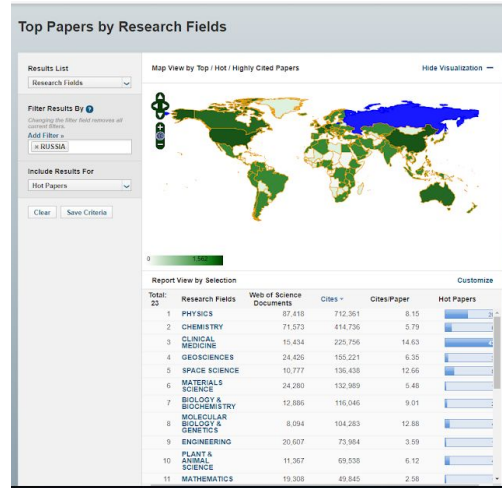 Top Papers by Research Fields
Results List
Research Fields
Filter Results By
Changing the filter field removes all
current filters.
Add Filter »
× RUSSIA
Include Results For
Hot Papers
Clear Save Criteria
Map View by Top / Hot / Highly Cited Papers Hide Visualization
0 1,562
Report View by Selection Customize
Total:
23 Research Fields Web of Science
Documents Cites Cites/Paper Hot Papers
1 PHYSICS 87,418 712,361 8.15
2 CHEMISTRY 71,573 414,736 5.79
3 CLINICAL
MEDICINE 15,434 225,756 14.63
4 GEOSCIENCES 24,426 155,221 6.35
5 SPACE SCIENCE 10,777 136,438 12.66
6 MATERIALS
SCIENCE 24,280 132,989 5.48
7 BIOLOGY &
BIOCHEMISTRY 12,886 116,046 9.01
8 MOLECULAR
BIOLOGY &
GENETICS 8,094 104,283 12.88
9 ENGINEERING 20,607 73,984 3.59
10 PLANT &
ANIMAL
SCIENCE 11,367 69,538 6.12
11 MATHEMATICS 19,308 49,845 2.58